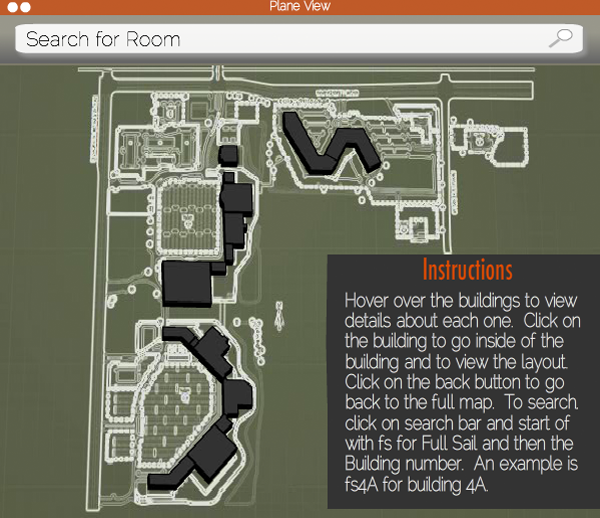 Plane View
Search for Room
Instructions
Hover over the buildings to view
details about each one. Click on
the building to go inside of the
building and to view the layout.
Click on the back button to go
back to the full map. To search,
click on search bar and start of
with fs for Full Sail and then the
Building number. An example is
fs4A for building 4A.